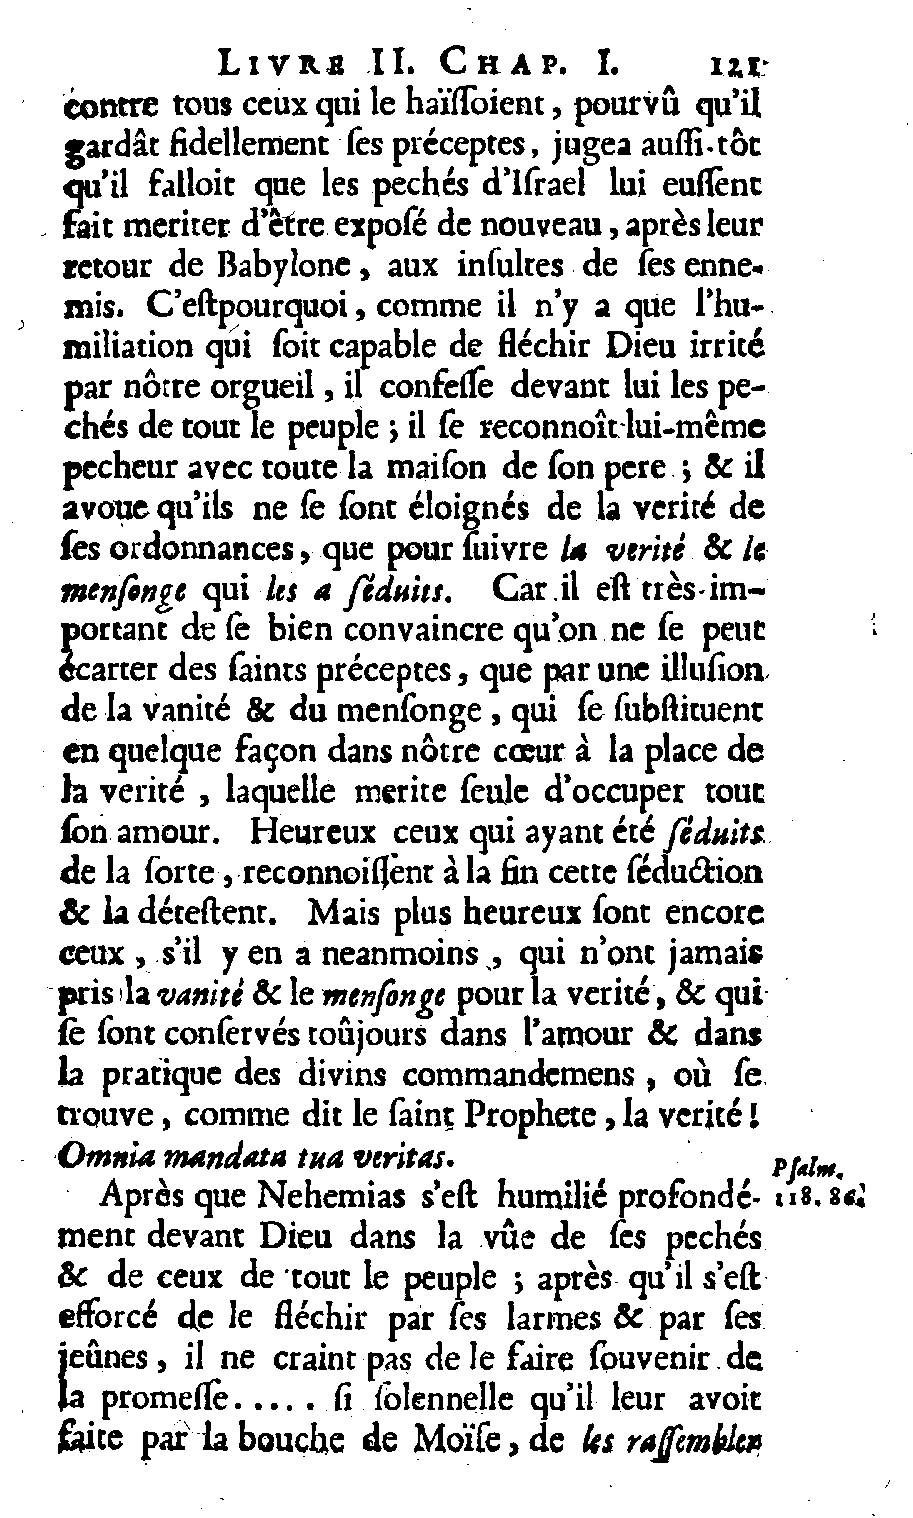 LIVRE II. CHAP. I. 121
contre tous ceux qui le haïſſoient, pourvû qu'il
gardât fidellement ſes préceptes, jugea auſſi-tôt
qu'il falloit que les pechés d'Iſrael lui euſſent
fait meriter d'être expoſé de nouveau, après leur
retour de Babylone, aux inſultes de ſes enne-
mis. C'eſtpourquoi, comme il n'y a que l'hu-
miliation qui ſoit capable de fléchir Dieu irrité
par nôtre orgueil, il confeſſe devant lui les pe-
chés de tout le peuple; il ſe reconnoît lui-même
pecheur avec toute la maiſon de ſon pere; & il
avoue qu'ils ne ſe ſont éloignés de la verité de
ſes ordonnances, que pour ſuivre la verité & le
menſonge qui les a ſéduits. Car il eſt très-im-
portant de ſe bien convaincre qu'on ne ſe peut
écarter des ſaints préceptes, que par une illuſion
de la vanité & du menſonge, qui ſe ſubſtituent
en quelque façon dans nôtre cœur à la place de
la verité, laquelle merite ſeule d'occuper tout
ſon amour. Heureux ceux qui ayant été ſéduits
de la ſorte, reconnoiſſent à la fin cette ſéduction
& la déteſtent. Mais plus heureux ſont encore
ceux, s'il y en a neanmoins, qui n'ont jamais
pris la vanité & le menſonge pour la verité, & qui
ſe ſont conſervés toûjours dans l'amour & dans
la pratique des divins commandemens, où ſe
trouve, comme dit le ſaint Prophete, la verité!
Omnia mandata tua veritas.
Pſalm.
118. 86.
Après que Nehemias s'eſt humilié profondé-
ment devant Dieu dans la vûe de ſes pechés
& de ceux de tout le peuple; après qu'il s'eſt
efforcé de le fléchir par ſes larmes & par ſes
jeûnes, il ne craint pas de le faire ſouvenir de
la promeſſe..... ſi ſolennelle qu'il leur avoit
faite par la bouche de Moïſe, de les raſſembler